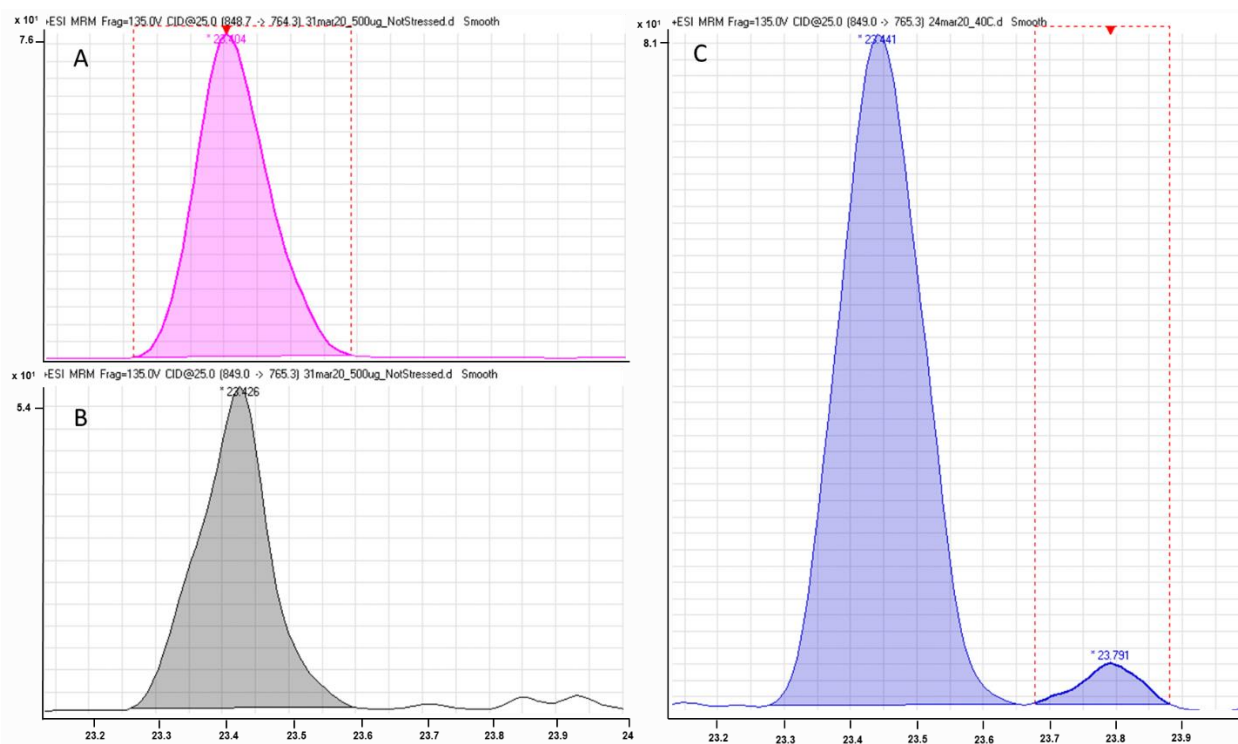 x 10¹ +ESI MRM Frag=135.0V CID@25.0 (848.7 -> 764.3) 31mar20_500ug_NotStressed.d Smooth
7.6
A
* 23.404
x 10¹ +ESI MRM Frag=135.0V CID@25.0 (849.0 -> 765.3) 31mar20_500ug_NotStressed.d Smooth
5.4
B
* 23.426
23.2 23.3 23.4 23.5 23.6 23.7 23.8 23.9 24
x 10¹ +ESI MRM Frag=135.0V CID@25.0 (849.0 -> 765.3) 24mar20_40C.d Smooth
8.1
C
* 23.441
* 23.791
23.2 23.3 23.4 23.5 23.6 23.7 23.8 23.9